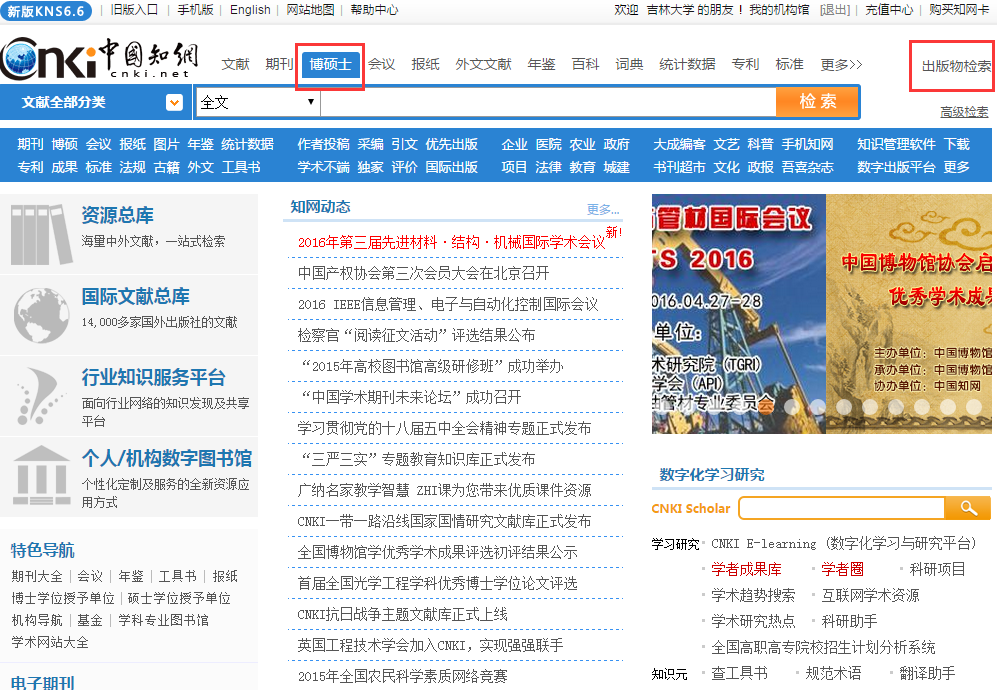 新版KNS6.6 | 旧版入口 | 手机版 | English | 网站地图 | 帮助中心
欢迎 吉林大学 的朋友！ 我的机构馆 [退出] | 充值中心 | 购买知网卡
Cnki 中國知網
cnki.net
文献 期刊 博硕士 会议 报纸 外文文献 年鉴 百科 词典 统计数据 专利 标准 更多>> 出版物检索
文献全部分类 全文 检 索 高级检索
期刊 博硕 会议 报纸 图片 年鉴 统计数据 作者投稿 采编 引文 优先出版 企业 医院 农业 政府 大成编客 文艺 科普 手机知网 知识管理软件 下载
专利 成果 标准 法规 古籍 外文 工具书 学术不端 独家 评价 国际出版 项目 法律 教育 城建 书刊超市 文化 政报 吾喜杂志 数字出版平台 更多
资源总库
海量中外文献，一站式检索
国际文献总库
14,000多家国外出版社的文献
行业知识服务平台
面向行业网络的知识发现及共享
平台
个人/机构数字图书馆
个性化定制及服务的全新资源应
用方式
特色导航
期刊大全 | 会议 | 年鉴 | 工具书 | 报纸
博士学位授予单位 | 硕士学位授予单位
机构导航 | 基金 | 学科专业图书馆
学术网站大全
电子期刊
知网动态 更多...
2016年第三届先进材料·结构·机械国际学术会议 新!
中国产权协会第三次会员大会在北京召开
2016 IEEE信息管理、电子与自动化控制国际会议
检察官“阅读征文活动”评选结果公布
“2015年高校图书馆高级研修班”成功举办
“中国学术期刊未来论坛”成功召开
学习贯彻党的十八届五中全会精神专题正式发布
“三严三实”专题教育知识库正式发布
广纳名家教学智慧 ZHI课为您带来优质课件资源
CNKI一带一路沿线国家国情研究文献库正式发布
全国博物馆学优秀学术成果评选初评结果公示
首届全国光学工程学科优秀博士学位论文评选
CNKI抗日战争主题文献库正式上线
英国工程技术学会加入CNKI，实现强强联手
2015年全国农民科学素质网络竞赛
管材国际会议
TS 2016
016.04.27-28
单位：
术研究院 (TGRI)
学会 (API)
管材专业委员会
中国博物馆协会启
优秀学术成果
主办单位：中国博物馆
承办单位：中国博物馆
协办单位：中国知网
数字化学习研究
CNKI Scholar
学习研究 · CNKI E-learning (数字化学习与研究平台)
· 学者成果库 · 学者圈 · 科研项目
· 学术趋势搜索 · 互联网学术资源
· 学术研究热点 · 科研助手
· 全国高职高专院校招生计划分析系统
知识元 · 查工具书 · 规范术语 · 翻译助手